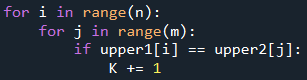 for i in range(n):
    for j in range(m):
        if upper1[i] == upper2[j]:
            K += 1